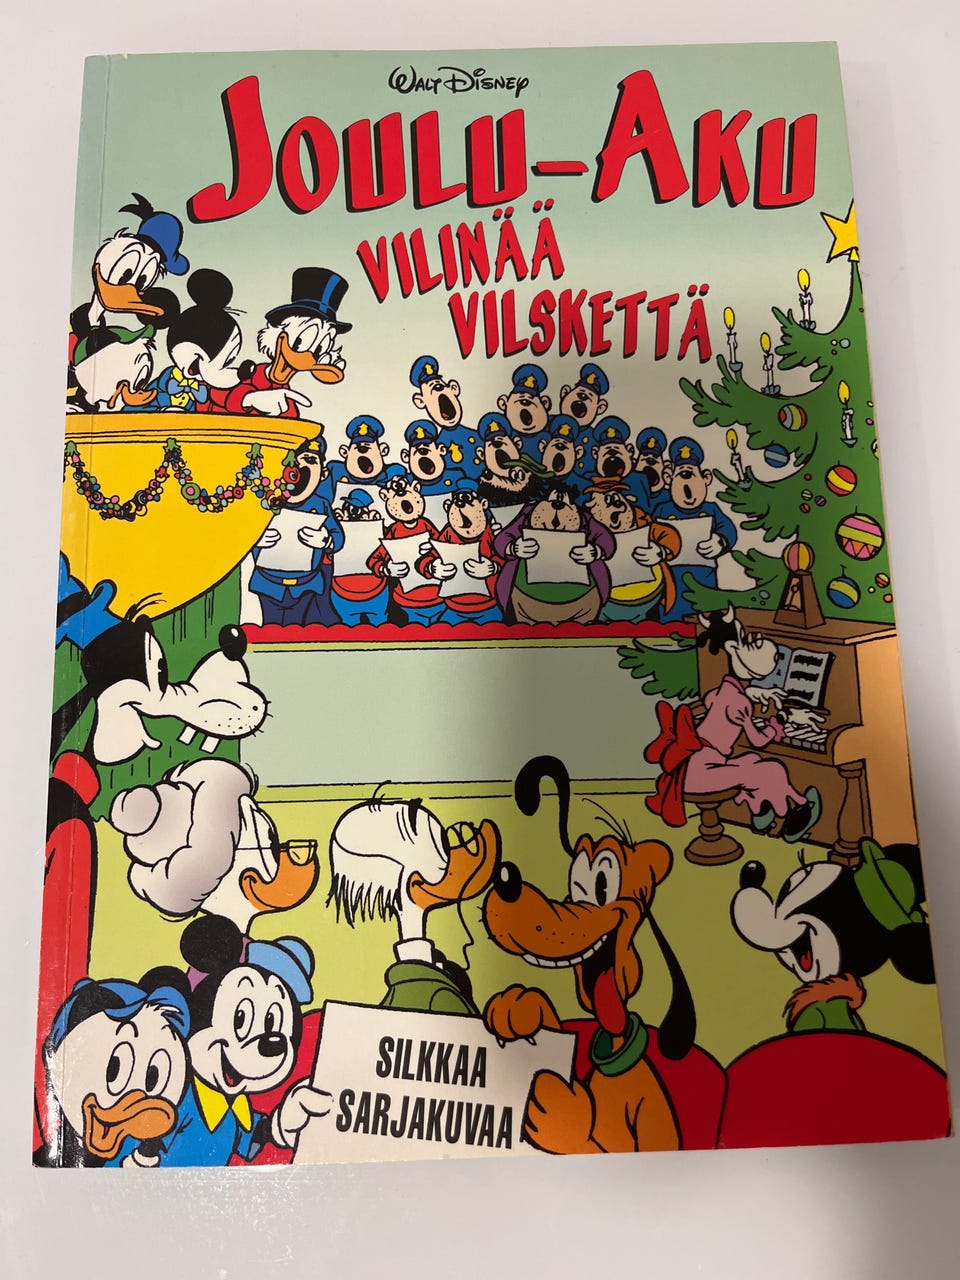 WALT DISNEY
JOULU-AKU
VILINÄÄ
VILSKETTÄ
SILKKAA
SARJAKUVAA